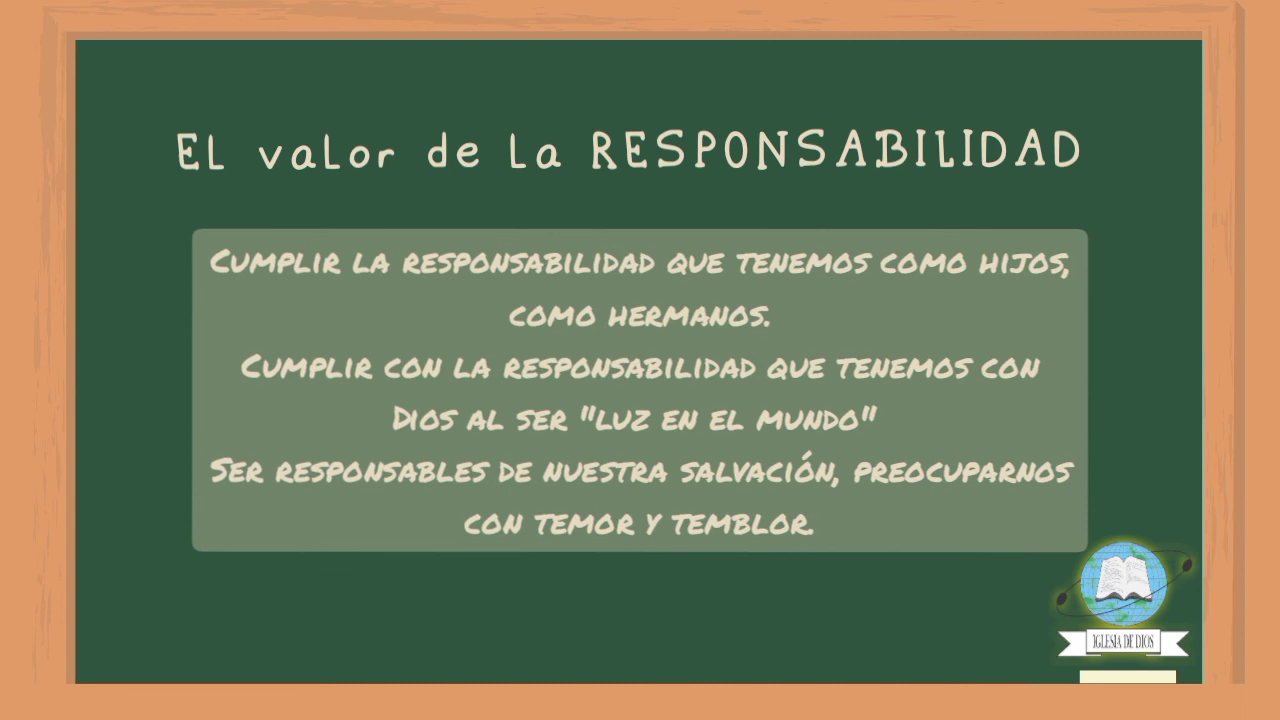 EL valor de la RESPONSABILIDAD
Cumplir la responsabilidad que tenemos como hijos,
como hermanos.
Cumplir con la responsabilidad que tenemos con
Dios al ser "luz en el mundo"
Ser responsables de nuestra salvación, preocuparnos
con temor y temblor.
IGLESIA DE DIOS